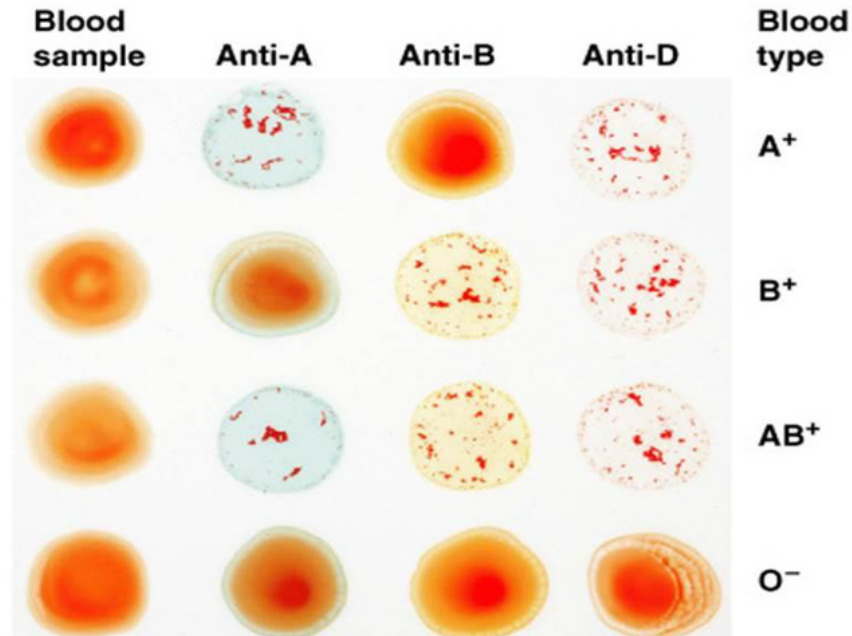 Blood sample
Anti-A
Anti-B
Anti-D
Blood type
A⁺
B⁺
AB⁺
O⁻